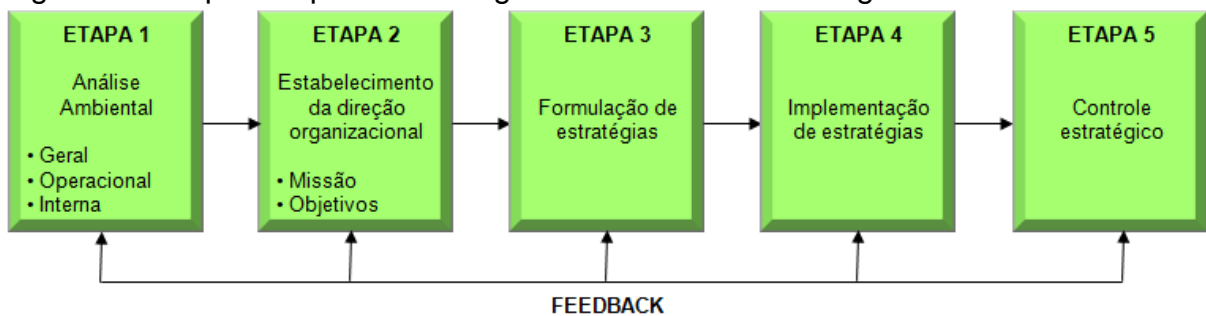 ETAPA 1
Análise
Ambiental
• Geral
• Operacional
• Interna
ETAPA 2
Estabelecimento
da direção
organizacional
• Missão
• Objetivos
ETAPA 3
Formulação de
estratégias
ETAPA 4
Implementação
de estratégias
ETAPA 5
Controle
estratégico
FEEDBACK